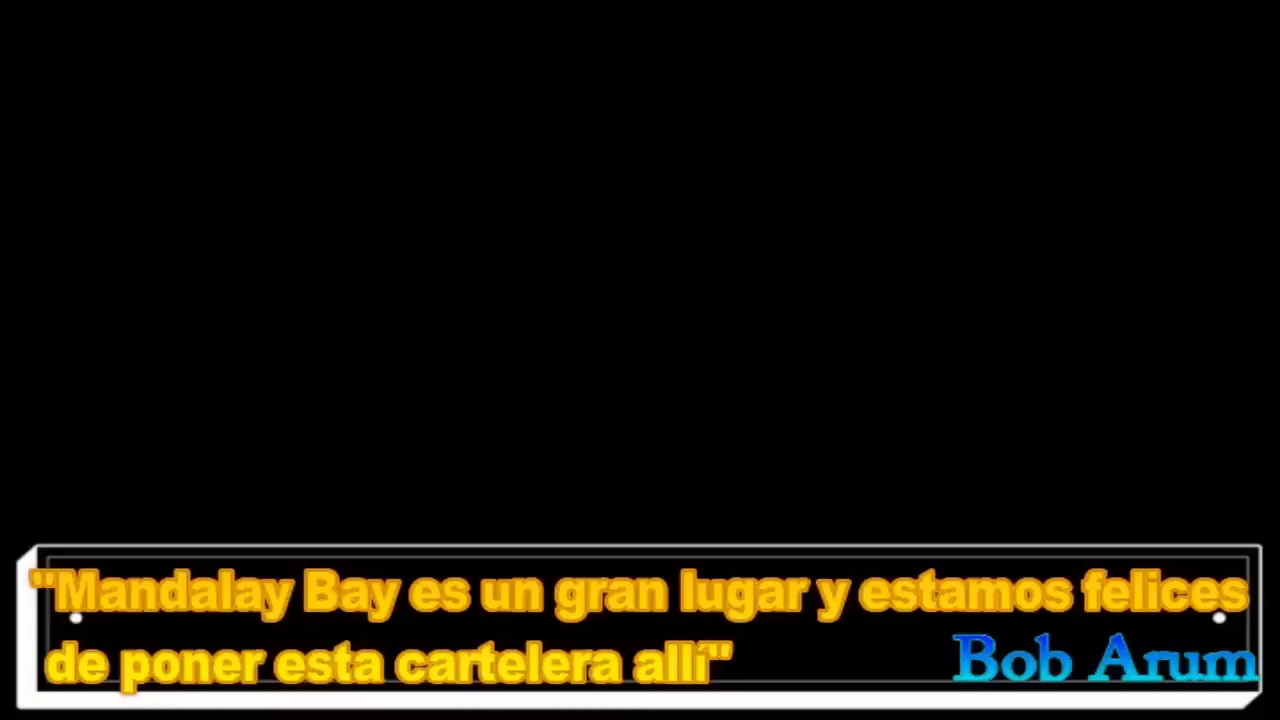 "Mandalay Bay es un gran lugar y estamos felices
de poner esta cartelera allí"
Bob Arum